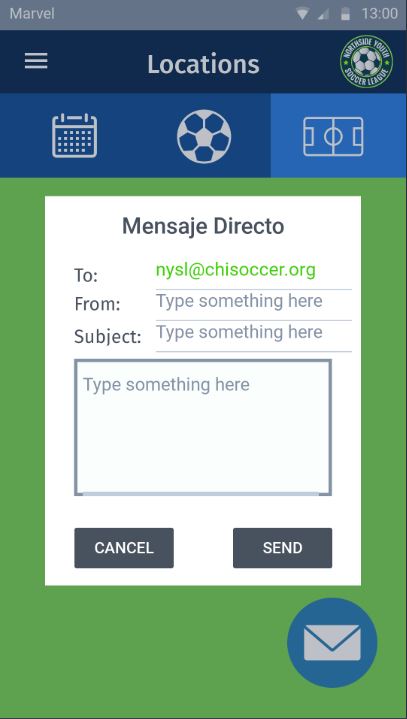 Marvel 13:00
Locations
NORTHSIDE YOUTH
SOCCER LEAGUE
Mensaje Directo
To: nysl@chisoccer.org
From: Type something here
Subject: Type something here
Type something here
CANCEL SEND